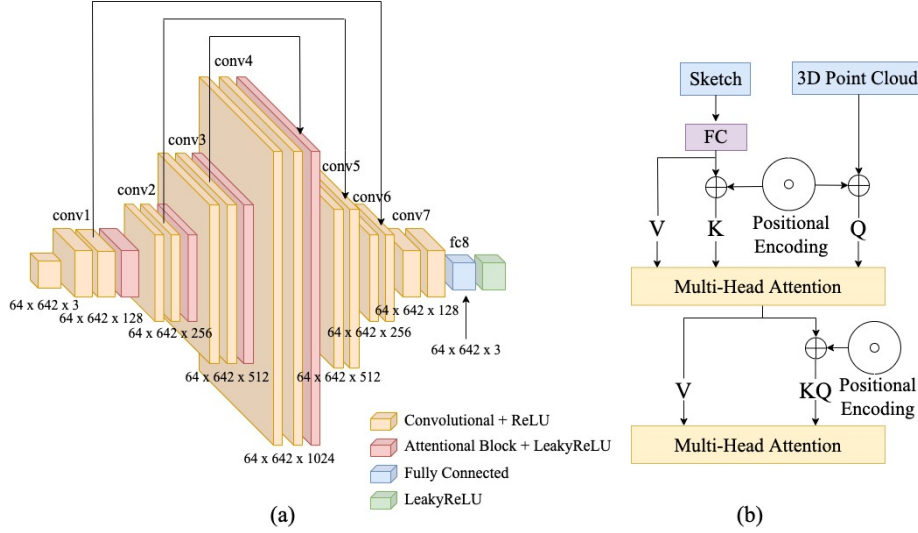 conv4
conv3
conv2
conv1
conv5
conv6
conv7
fc8
64 x 642 x 3
64 x 642 x 128
64 x 642 x 256
64 x 642 x 512
64 x 642 x 1024
64 x 642 x 512
64 x 642 x 256
64 x 642 x 128
64 x 642 x 3
Convolutional + ReLU
Attentional Block + LeakyReLU
Fully Connected
LeakyReLU
(a)
Sketch
3D Point Cloud
FC
V
K
Positional
Encoding
Q
Multi-Head Attention
V
KQ
Positional
Encoding
Multi-Head Attention
(b)